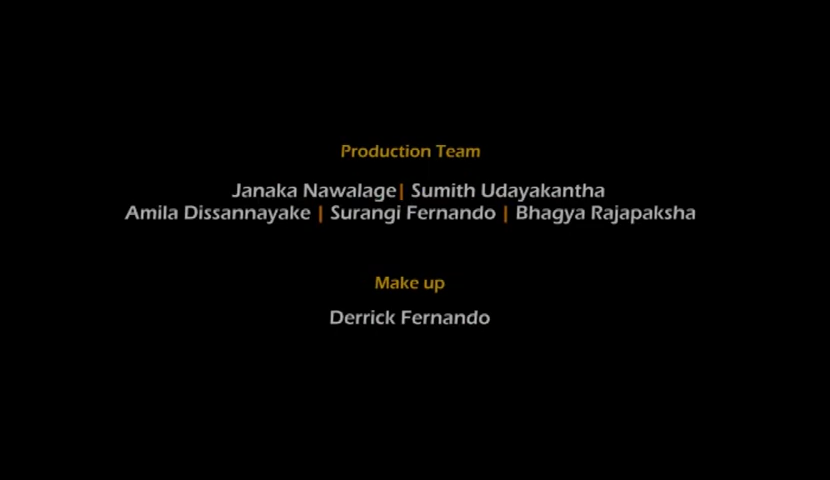 Production Team
Janaka Nawalage| Sumith Udayakantha
Amila Dissannayake | Surangi Fernando | Bhagya Rajapaksha
Make up
Derrick Fernando